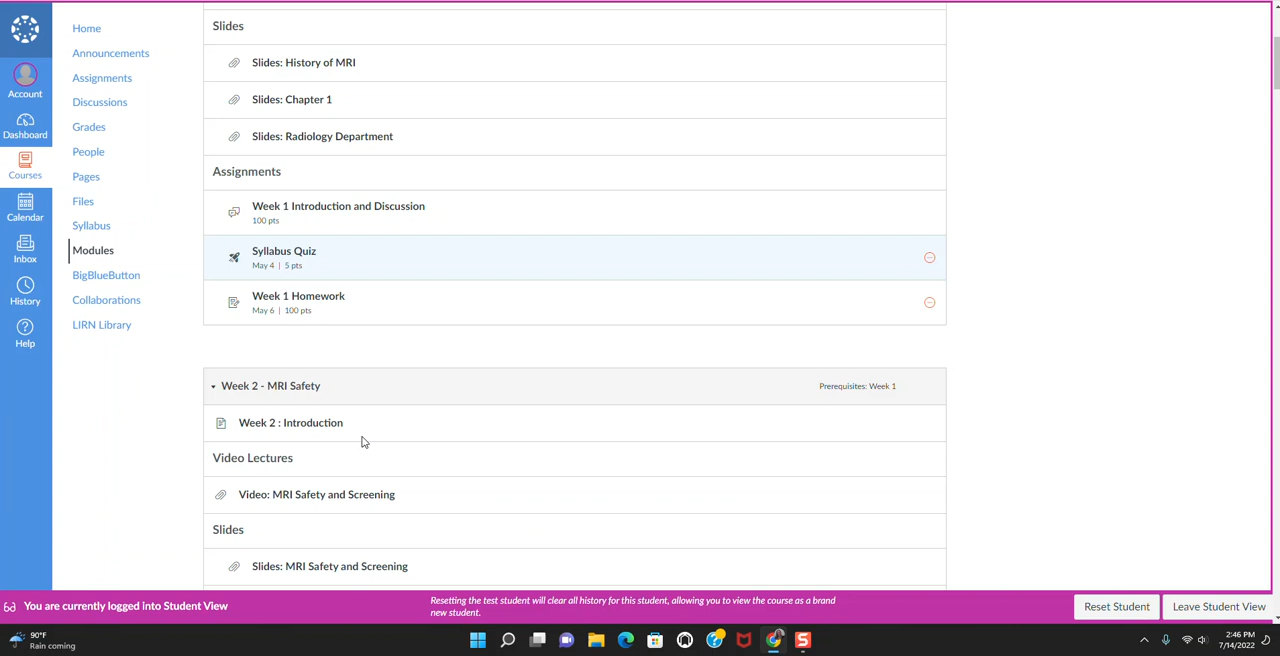 Account
Dashboard
Courses
Calendar
Inbox
History
Help
Home
Announcements
Assignments
Discussions
Grades
People
Pages
Files
Syllabus
Modules
BigBlueButton
Collaborations
LIRN Library
Slides
Slides: History of MRI
Slides: Chapter 1
Slides: Radiology Department
Assignments
Week 1 Introduction and Discussion
100 pts
Syllabus Quiz
May 4 | 5 pts
Week 1 Homework
May 6 | 100 pts
Week 2 - MRI Safety
Prerequisites: Week 1
Week 2 : Introduction
Video Lectures
Video: MRI Safety and Screening
Slides
Slides: MRI Safety and Screening
You are currently logged into Student View
Resetting the test student will clear all history for this student, allowing you to view the course as a brand
new student.
Reset Student
Leave Student View
90°F
Rain coming
2:46 PM
7/14/2022